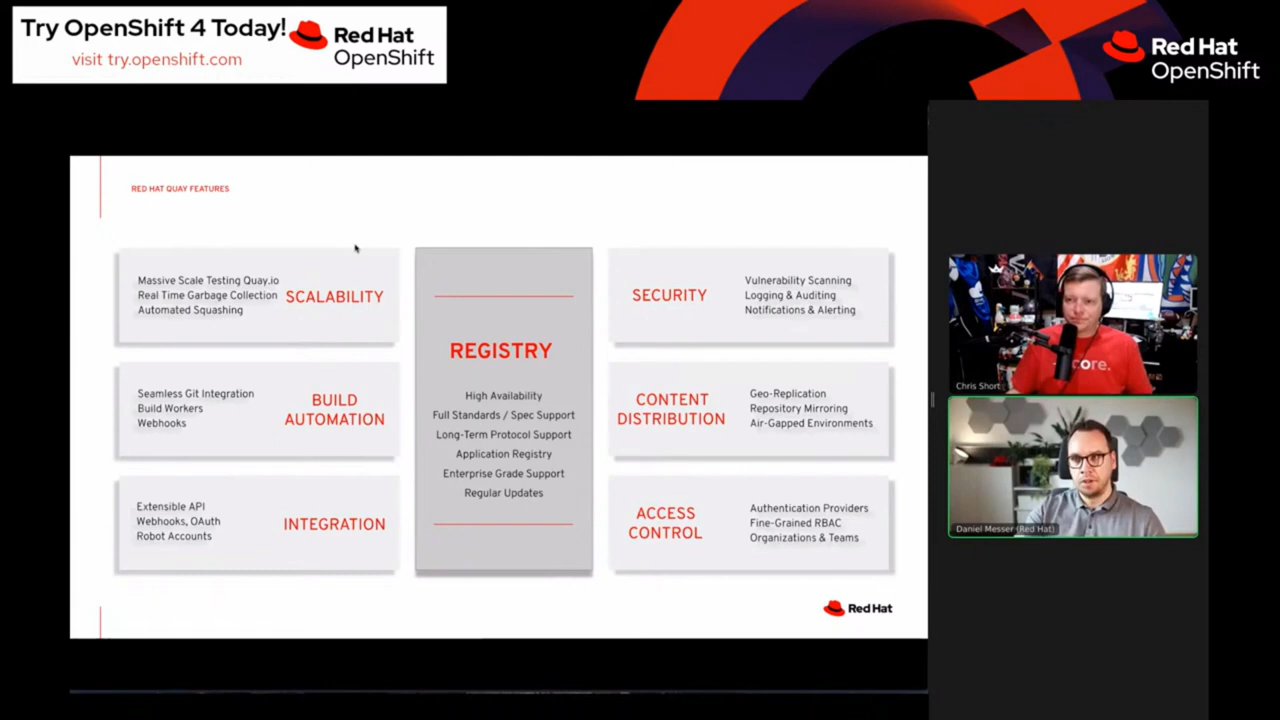 Try OpenShift 4 Today!
visit try.openshift.com
Red Hat
OpenShift
Red Hat
OpenShift
RED HAT QUAY FEATURES
Massive Scale Testing Quay.io
Real Time Garbage Collection
Automated Squashing
SCALABILITY
Seamless Git Integration
Build Workers
Webhooks
BUILD
AUTOMATION
Extensible API
Webhooks, OAuth
Robot Accounts
INTEGRATION
REGISTRY
High Availability
Full Standards / Spec Support
Long-Term Protocol Support
Application Registry
Enterprise Grade Support
Regular Updates
SECURITY
Vulnerability Scanning
Logging & Auditing
Notifications & Alerting
CONTENT
DISTRIBUTION
Geo-Replication
Repository Mirroring
Air-Gapped Environments
ACCESS
CONTROL
Authentication Providers
Fine-Grained RBAC
Organizations & Teams
Red Hat
core.
Chris Short
Daniel Messer (Red Hat)